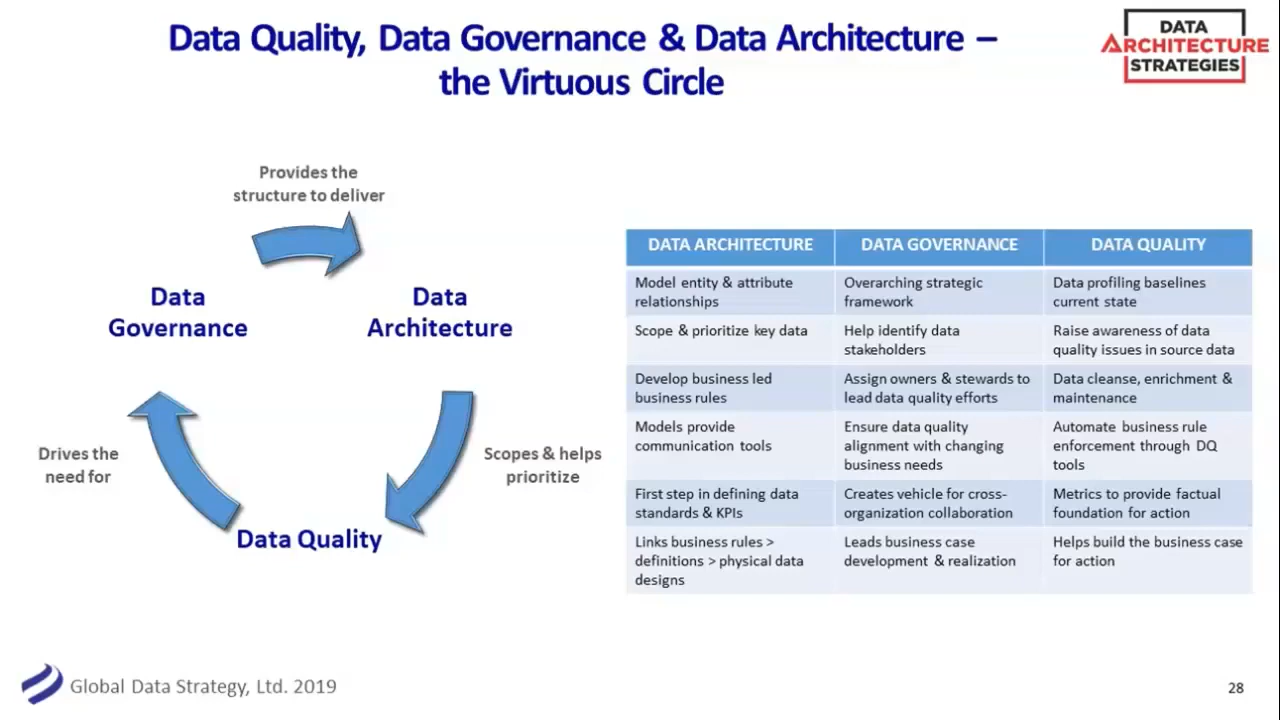 Data Quality, Data Governance & Data Architecture –
the Virtuous Circle
DATA
ARCHITECTURE
STRATEGIES
Provides the
structure to deliver
Data
Governance
Data
Architecture
Drives the
need for
Scopes & helps
prioritize
Data Quality
DATA ARCHITECTURE
DATA GOVERNANCE
DATA QUALITY
Model entity & attribute
relationships
Overarching strategic
framework
Data profiling baselines
current state
Scope & prioritize key data
Help identify data
stakeholders
Raise awareness of data
quality issues in source data
Develop business led
business rules
Assign owners & stewards to
lead data quality efforts
Data cleanse, enrichment &
maintenance
Models provide
communication tools
Ensure data quality
alignment with changing
business needs
Automate business rule
enforcement through DQ
tools
First step in defining data
standards & KPIs
Creates vehicle for cross-
organization collaboration
Metrics to provide factual
foundation for action
Links business rules >
definitions > physical data
designs
Leads business case
development & realization
Helps build the business case
for action
Global Data Strategy, Ltd. 2019
28